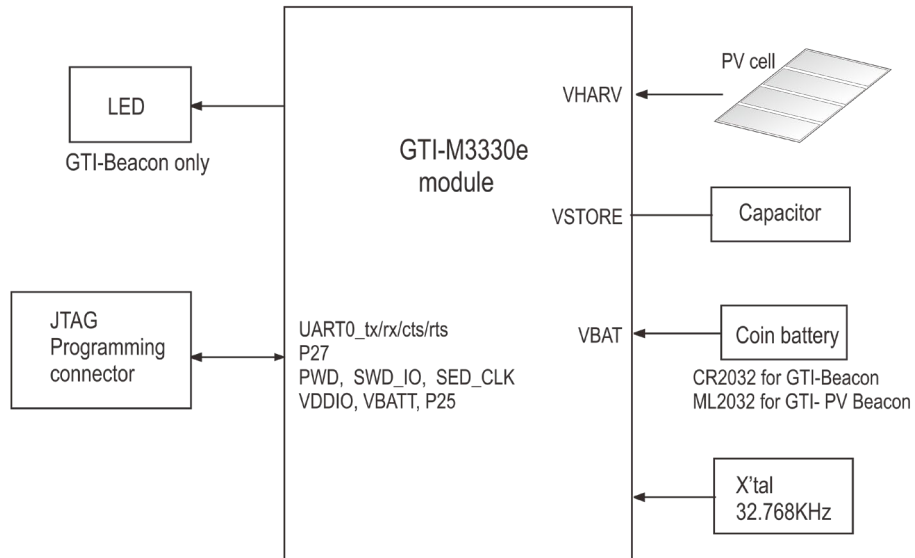 LED
GTI-Beacon only
JTAG
Programming
connector
GTI-M3330e
module
UART0_tx/rx/cts/rts
P27
PWD, SWD_IO, SED_CLK
VDDIO, VBATT, P25
VHARV
PV cell
VSTORE
Capacitor
VBAT
Coin battery
CR2032 for GTI-Beacon
ML2032 for GTI- PV Beacon
X'tal
32.768KHz